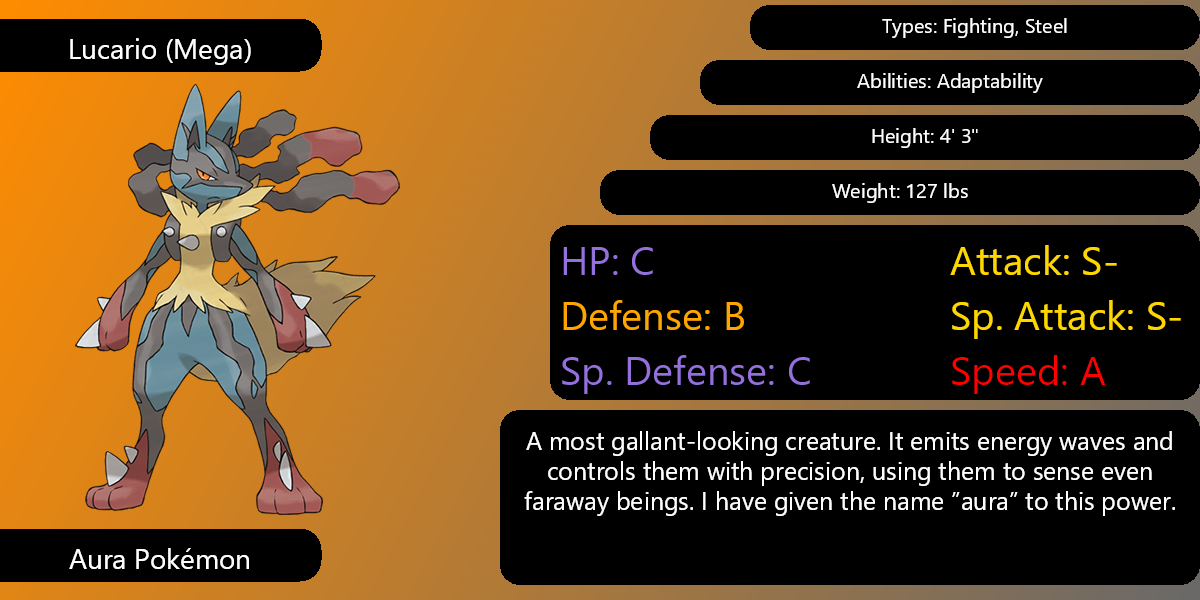 Lucario (Mega)
Types: Fighting, Steel
Abilities: Adaptability
Height: 4' 3"
Weight: 127 lbs
HP: C
Attack: S-
Defense: B
Sp. Attack: S-
Sp. Defense: C
Speed: A
A most gallant-looking creature. It emits energy waves and
controls them with precision, using them to sense even
faraway beings. I have given the name ”aura” to this power.
Aura Pokémon